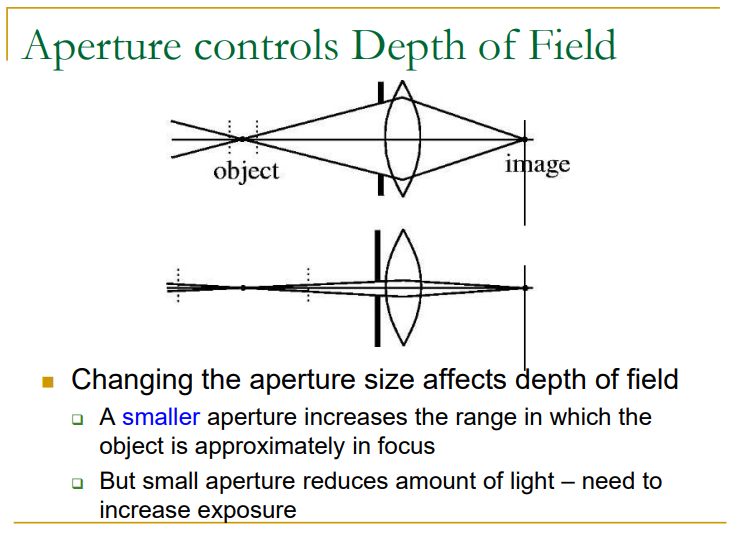 Aperture controls Depth of Field
object
image
Changing the aperture size affects depth of field
A smaller aperture increases the range in which the
object is approximately in focus
But small aperture reduces amount of light – need to
increase exposure